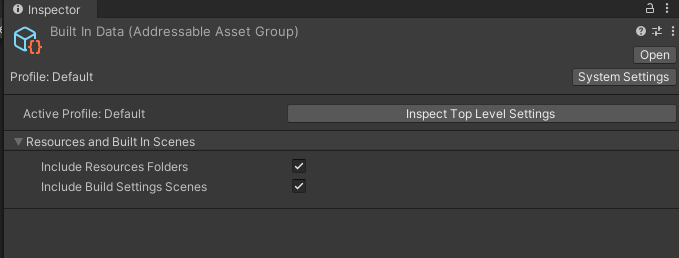 Inspector
Built In Data (Addressable Asset Group)
Open
Profile: Default
System Settings
Active Profile: Default
Inspect Top Level Settings
Resources and Built In Scenes
Include Resources Folders
Include Build Settings Scenes